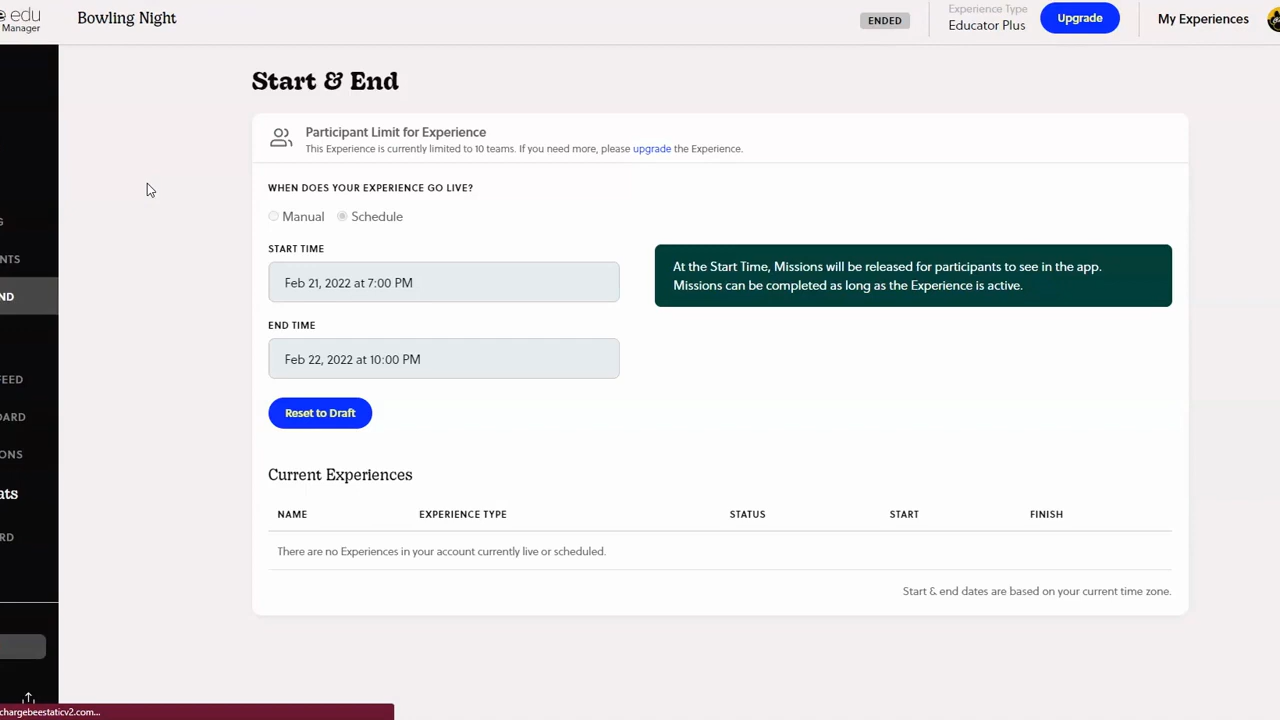 edu
Manager
Bowling Night
ENDED
Experience Type
Educator Plus
Upgrade
My Experiences
Start & End
Participant Limit for Experience
This Experience is currently limited to 10 teams. If you need more, please upgrade the Experience.
WHEN DOES YOUR EXPERIENCE GO LIVE?
Manual
Schedule
START TIME
Feb 21, 2022 at 7:00 PM
At the Start Time, Missions will be released for participants to see in the app.
Missions can be completed as long as the Experience is active.
END TIME
Feb 22, 2022 at 10:00 PM
Reset to Draft
Current Experiences
NAME EXPERIENCE TYPE STATUS START FINISH
There are no Experiences in your account currently live or scheduled.
Start & end dates are based on your current time zone.
G
NTS
ND
FEED
OARD
ONS
ats
RD
chargebeestaticv2.com...